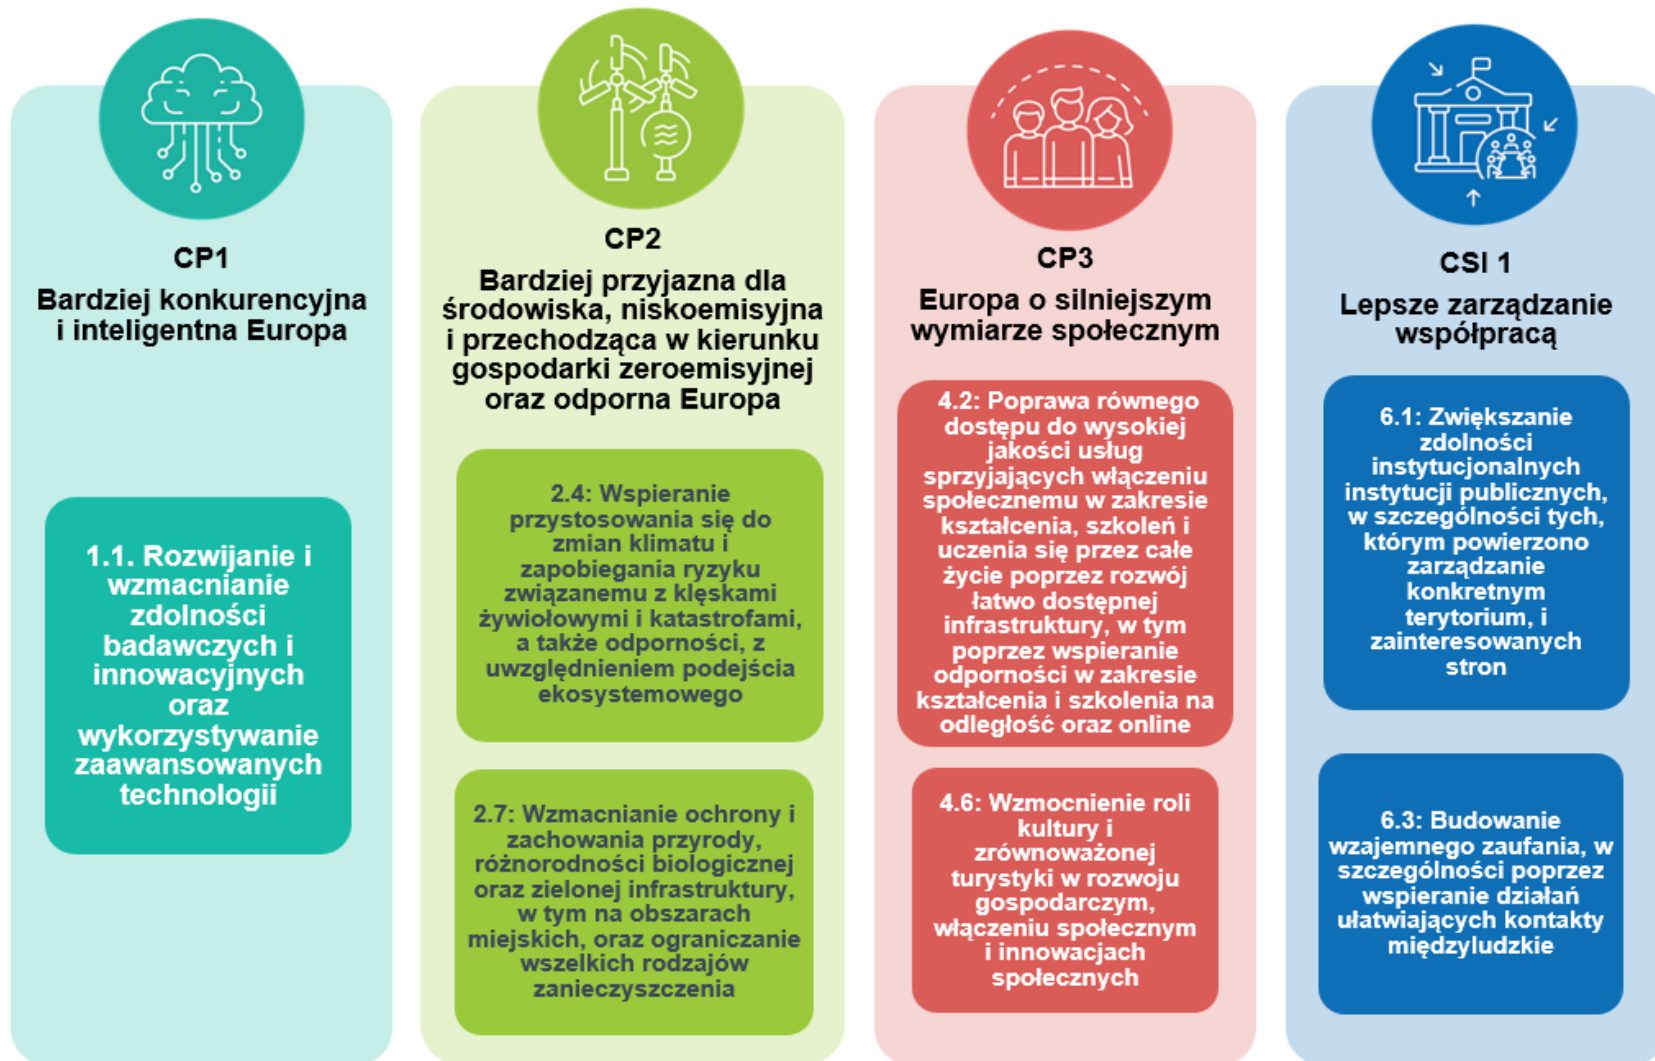 CP1
Bardziej konkurencyjna
i inteligentna Europa
1.1. Rozwijanie i
wzmacnianie
zdolności
badawczych i
innowacyjnych
oraz
wykorzystywanie
zaawansowanych
technologii
CP2
Bardziej przyjazna dla
środowiska, niskoemisyjna
i przechodząca w kierunku
gospodarki zeroemisyjnej
oraz odporna Europa
2.4: Wspieranie
przystosowania się do
zmian klimatu i
zapobiegania ryzyku
związanemu z klęskami
żywiołowymi i katastrofami,
a także odporności, z
uwzględnieniem podejścia
ekosystemowego
2.7: Wzmacnianie ochrony i
zachowania przyrody,
różnorodności biologicznej
oraz zielonej infrastruktury,
w tym na obszarach
miejskich, oraz ograniczanie
wszelkich rodzajów
zanieczyszczenia
CP3
Europa o silniejszym
wymiarze społecznym
4.2: Poprawa równego
dostępu do wysokiej
jakości usług
sprzyjających włączeniu
społecznemu w zakresie
kształcenia, szkoleń i
uczenia się przez całe
życie poprzez rozwój
łatwo dostępnej
infrastruktury, w tym
poprzez wspieranie
odporności w zakresie
kształcenia i szkolenia na
odległość oraz online
4.6: Wzmocnienie roli
kultury i
zrównoważonej
turystyki w rozwoju
gospodarczym,
włączeniu społecznym
i innowacjach
społecznych
CSI 1
Lepsze zarządzanie
współpracą
6.1: Zwiększanie
zdolności
instytucjonalnych
instytucji publicznych,
w szczególności tych,
którym powierzono
zarządzanie
konkretnym
terytorium, i
zainteresowanych
stron
6.3: Budowanie
wzajemnego zaufania, w
szczególności poprzez
wspieranie działań
ułatwiających kontakty
międzyludzkie